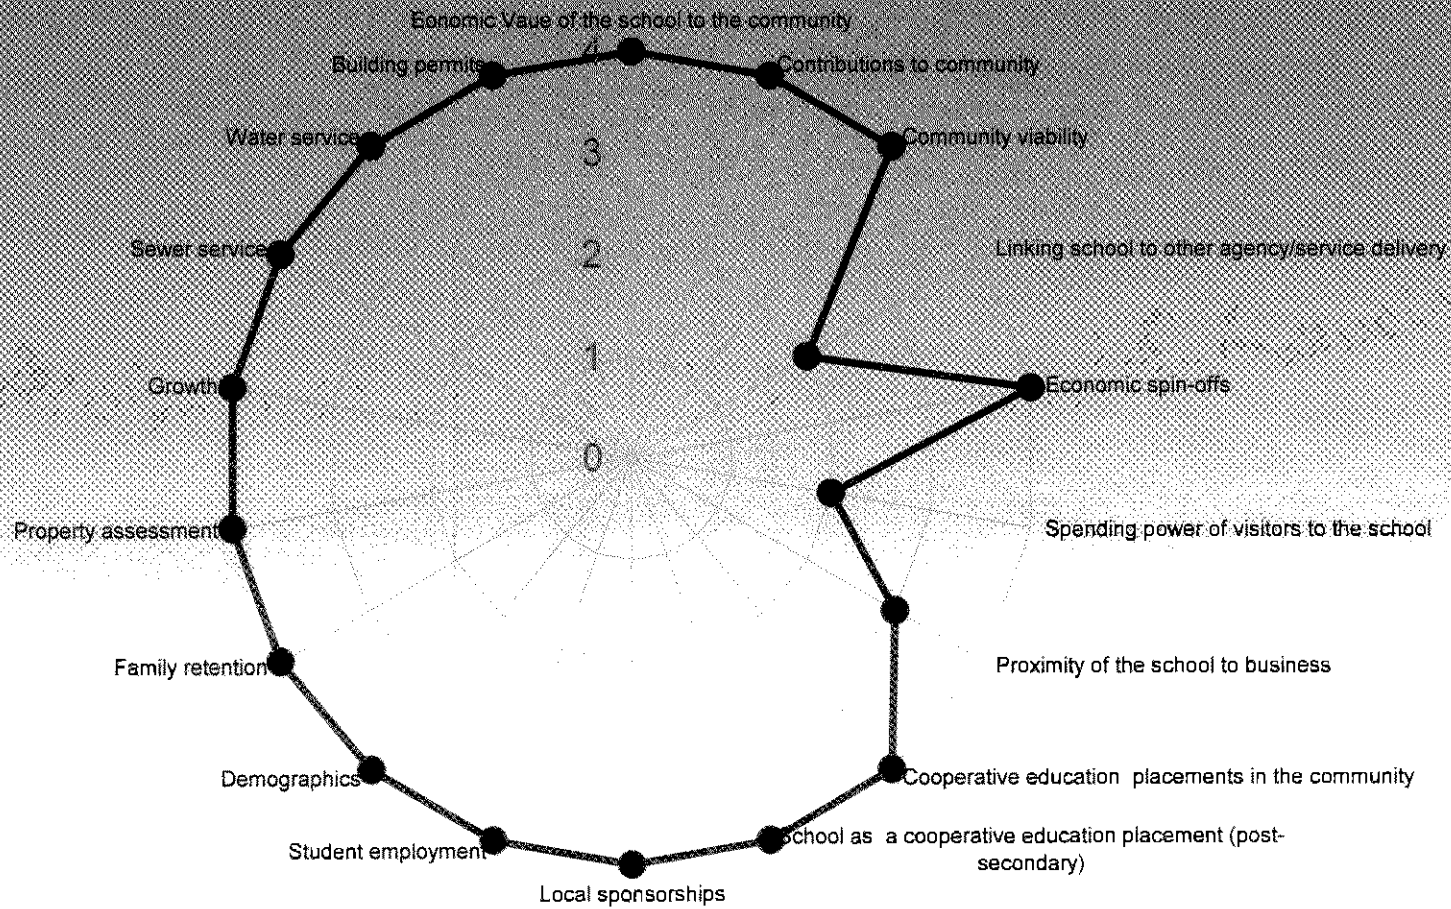 Eonomic Vaue of the school to the community
4
Building permits
Contributions to community
Water service
3
Community viability
Sewer service
2
Linking school to other agency/service delivery
1
Growth
Economic spin-offs
0
Property assessment
Spending power of visitors to the school
Family retention
Proximity of the school to business
Demographics
Cooperative education placements in the community
Student employment
School as a cooperative education placement (post-
secondary)
Local sponsorships